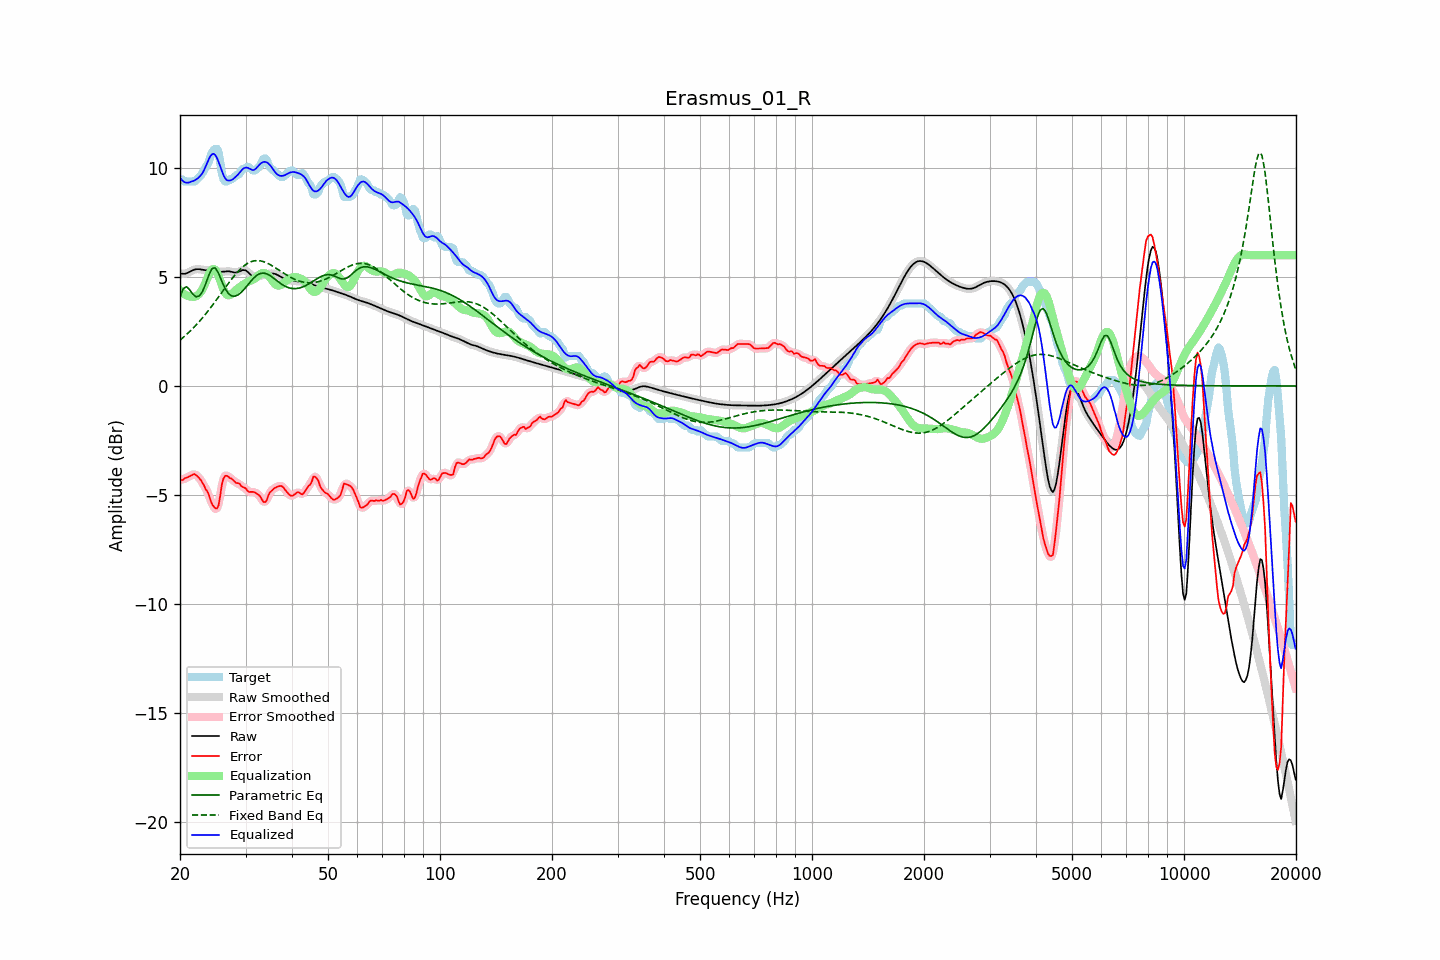 Erasmus_01_R
Amplitude (dBr)
10
5
0
−5
−10
−15
−20
Target
Raw Smoothed
Error Smoothed
Raw
Error
Equalization
Parametric Eq
Fixed Band Eq
Equalized
20 50 100 200 500 1000 2000 5000 10000 20000
Frequency (Hz)